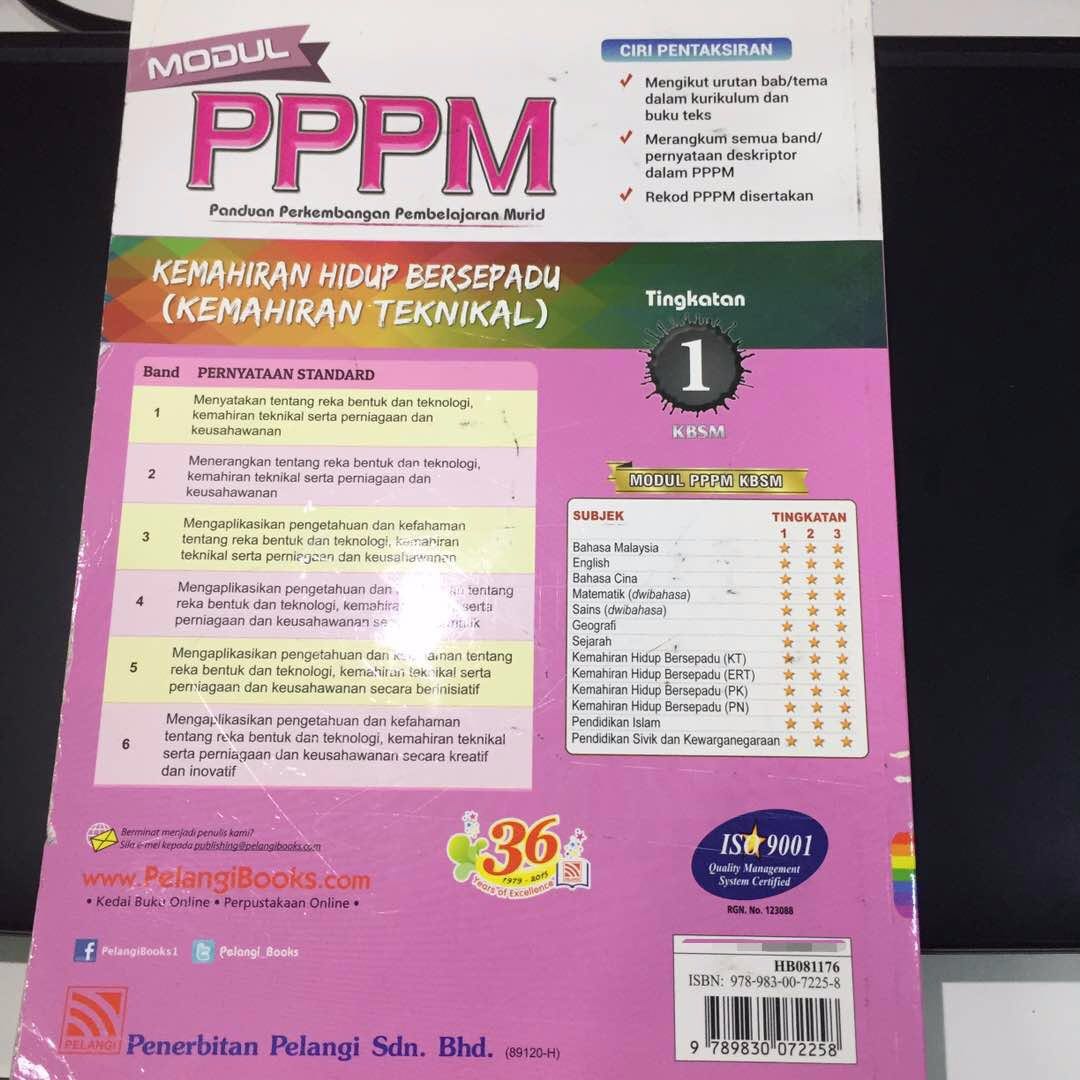 MODUL
PPPM
Panduan Perkembangan Pembelajaran Murid
CIRI PENTAKSIRAN
Mengikut urutan bab/tema
dalam kurikulum dan
buku teks
Merangkum semua band/
pernyataan deskriptor
dalam PPPM
Rekod PPPM disertakan
KEMAHIRAN HIDUP BERSEPADU
(KEMAHIRAN TEKNIKAL)
Tingkatan
1
KBSM
Band PERNYATAAN STANDARD
1 Menyatakan tentang reka bentuk dan teknologi,
kemahiran teknikal serta perniagaan dan
keusahawanan
2 Menerangkan tentang reka bentuk dan teknologi,
kemahiran teknikal serta perniagaan dan
keusahawanan
3 Mengaplikasikan pengetahuan dan kefahaman
tentang reka bentuk dan teknologi, kemahiran
teknikal serta perniagaan dan keusahawanan
4 Mengaplikasikan pengetahuan dan tentang
reka bentuk dan teknologi, serta
perniagaan dan keusahawanan
5 Mengaplikasikan pengetahuan dan kefahaman tentang
reka bentuk dan teknologi, kemahiran teknikal serta
perniagaan dan keusahawanan secara berinisiatif
6 Mengaplikasikan pengetahuan dan kefahaman
tentang reka bentuk dan teknologi, kemahiran teknikal
serta perniagaan dan keusahawanan secara kreatif
dan inovatif
MODUL PPPM KBSM
SUBJEK TINGKATAN
1 2 3
Bahasa Malaysia
English
Bahasa Cina
Matematik (dwibahasa)
Sains (dwibahasa)
Geografi
Sejarah
Kemahiran Hidup Bersepadu (KT)
Kemahiran Hidup Bersepadu (ERT)
Kemahiran Hidup Bersepadu (PK)
Kemahiran Hidup Bersepadu (PN)
Pendidikan Islam
Pendidikan Sivik dan Kewarganegaraan
Berminat menjadi penulis kami?
Sila e-mel kepada publishing@pelangibooks.com
www.PelangiBooks.com
• Kedai Buku Online • Perpustakaan Online •
36
1979 - 2015
Years of Excellence
ISO 9001
Quality Management
System Certified
RGN. No. 123088
PelangiBooks1 Pelangi_Books
HB081176
ISBN: 978-983-00-7225-8
9 789830 072258
PELANGI
Penerbitan Pelangi Sdn. Bhd. (89120-H)